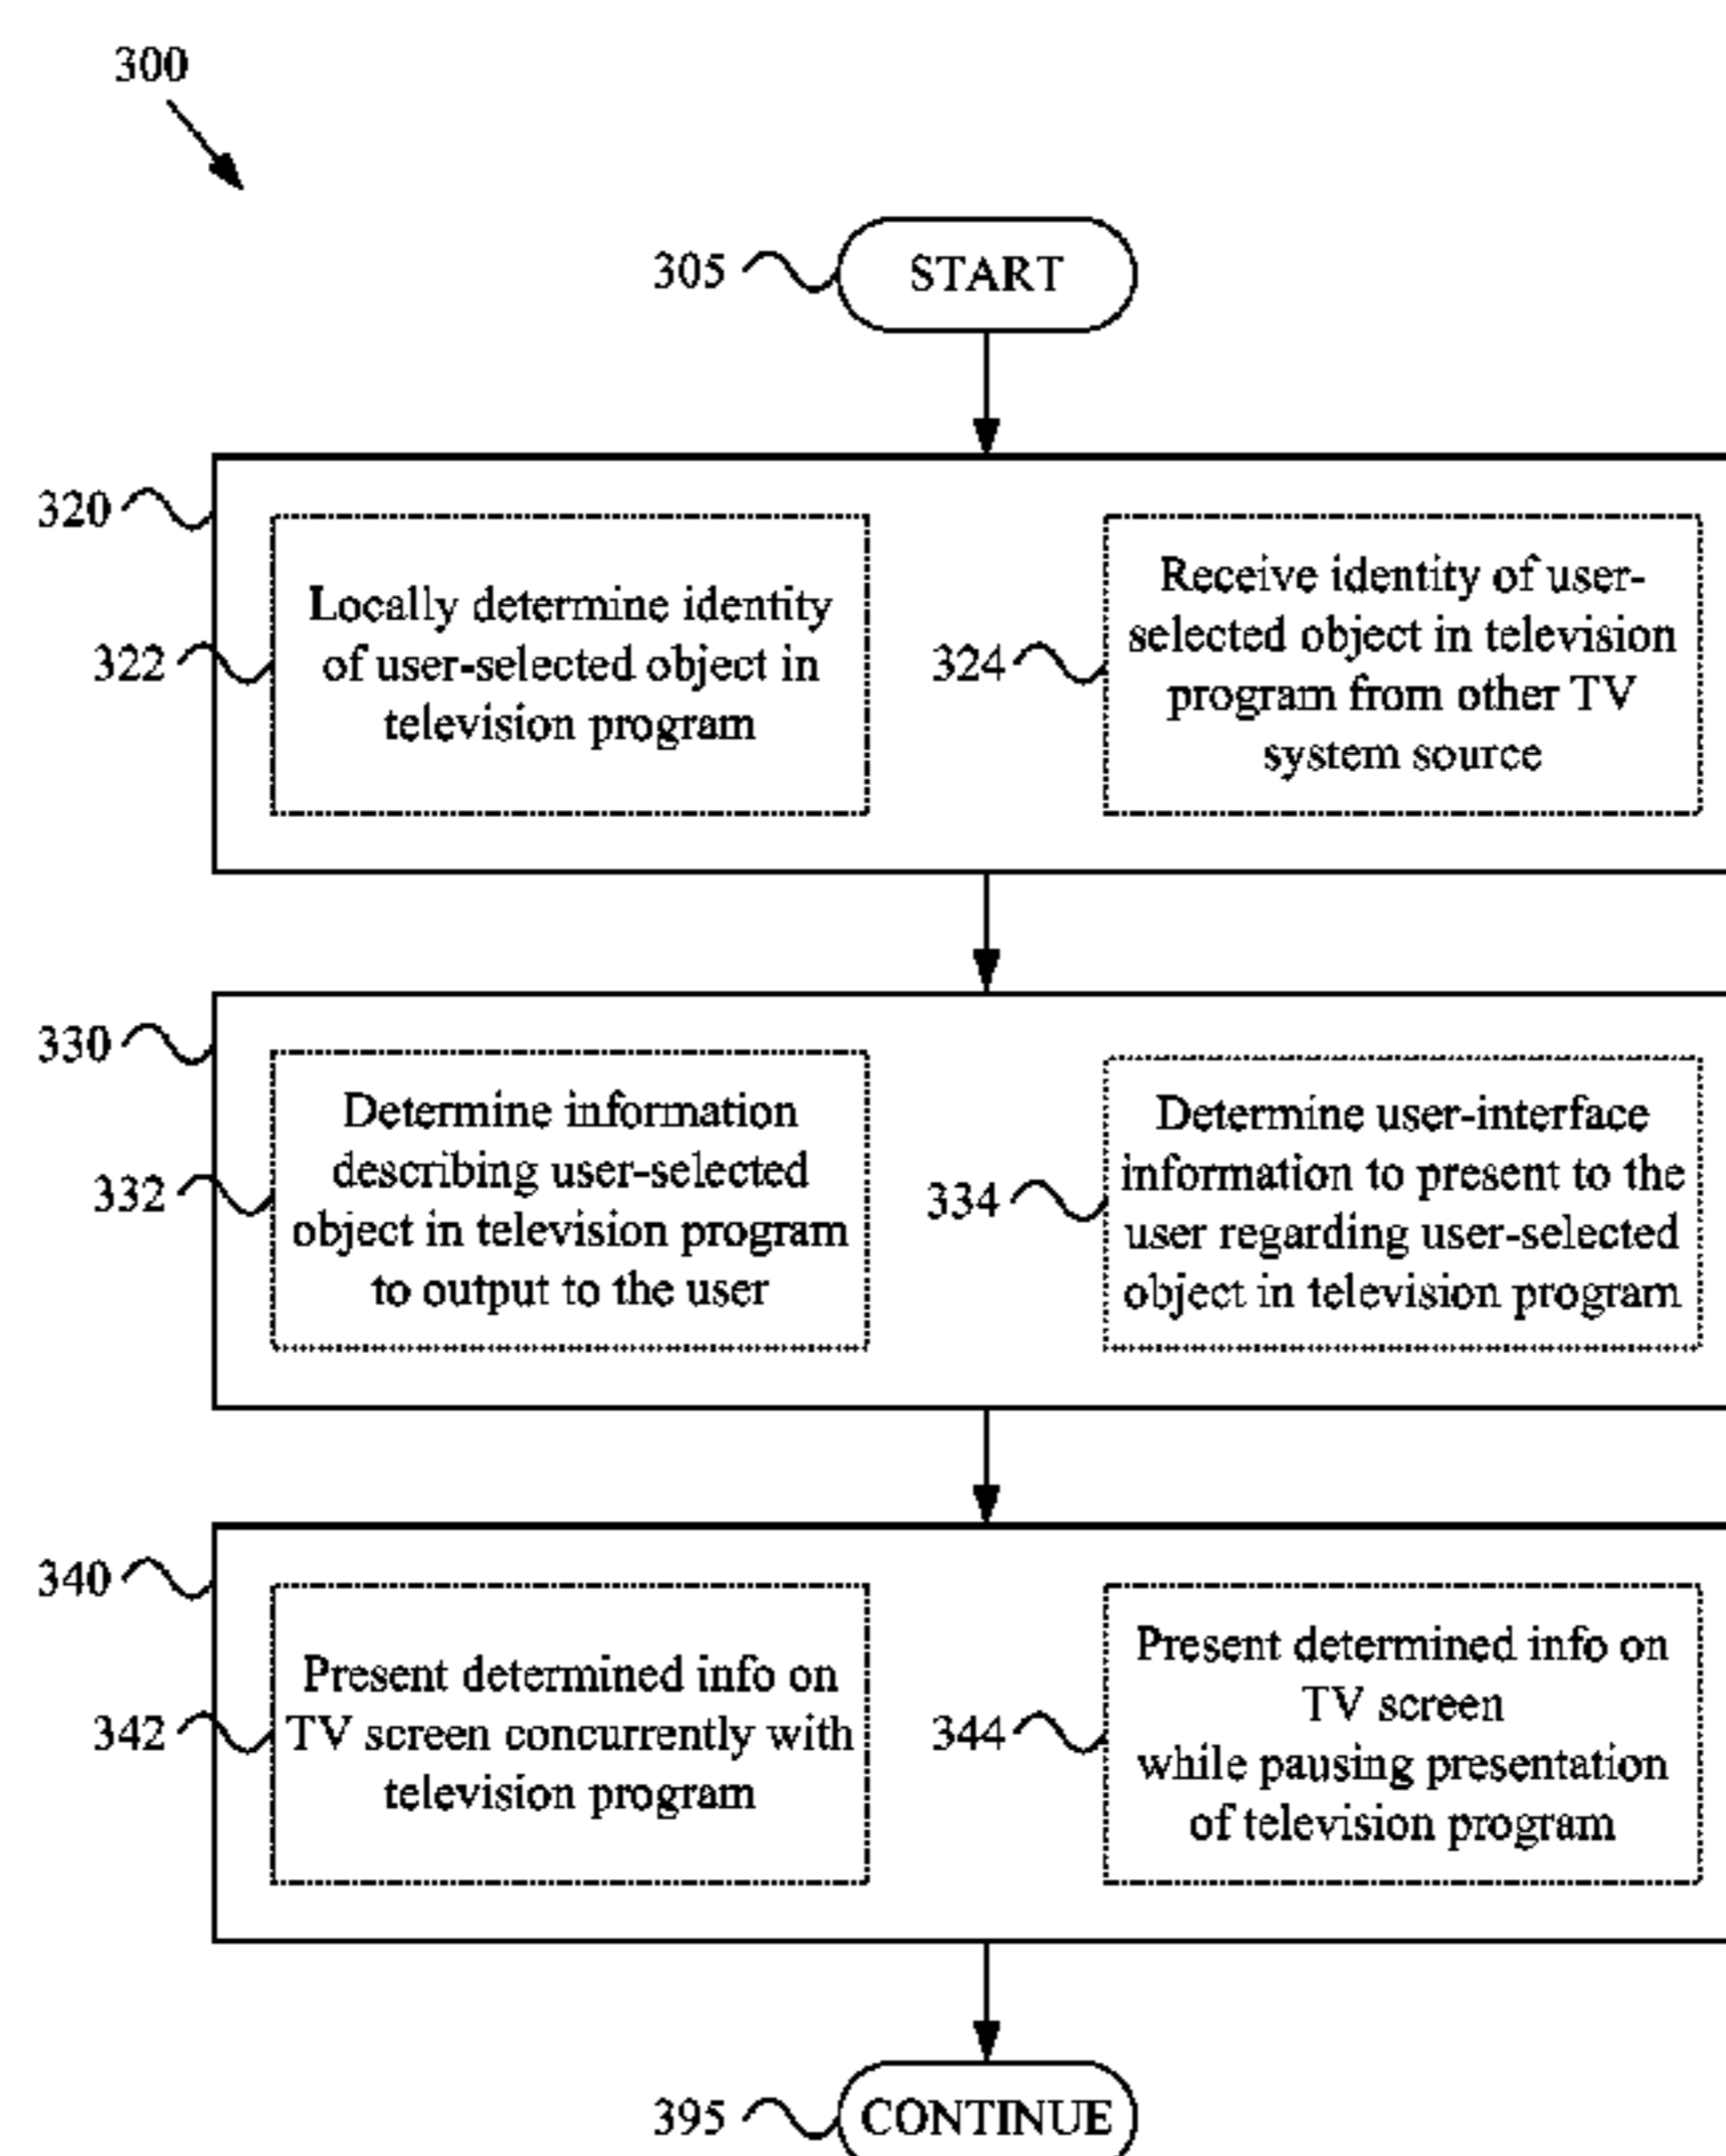 300
305
START
320
322
Locally determine identity
of user-selected object in
television program
324
Receive identity of user-
selected object in television
program from other TV
system source
330
332
Determine information
describing user-selected
object in television program
to output to the user
334
Determine user-interface
information to present to the
user regarding user-selected
object in television program
340
342
Present determined info on
TV screen concurrently with
television program
344
Present determined info on
TV screen
while pausing presentation
of television program
395
CONTINUE